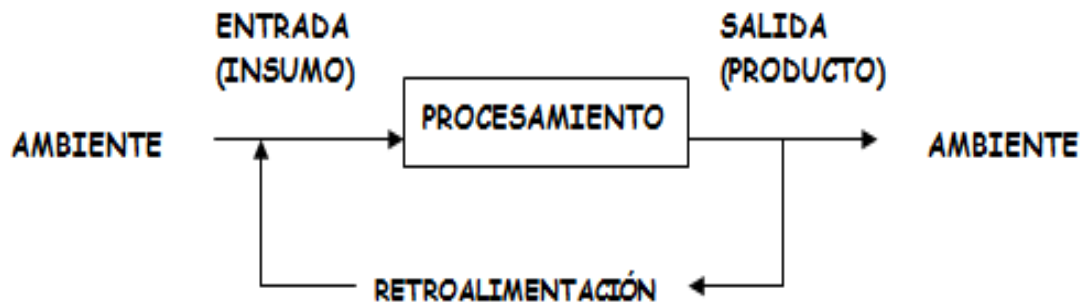 ENTRADA
(INSUMO)
SALIDA
(PRODUCTO)
PROCESAMIENTO
AMBIENTE
AMBIENTE
RETROALIMENTACIÓN